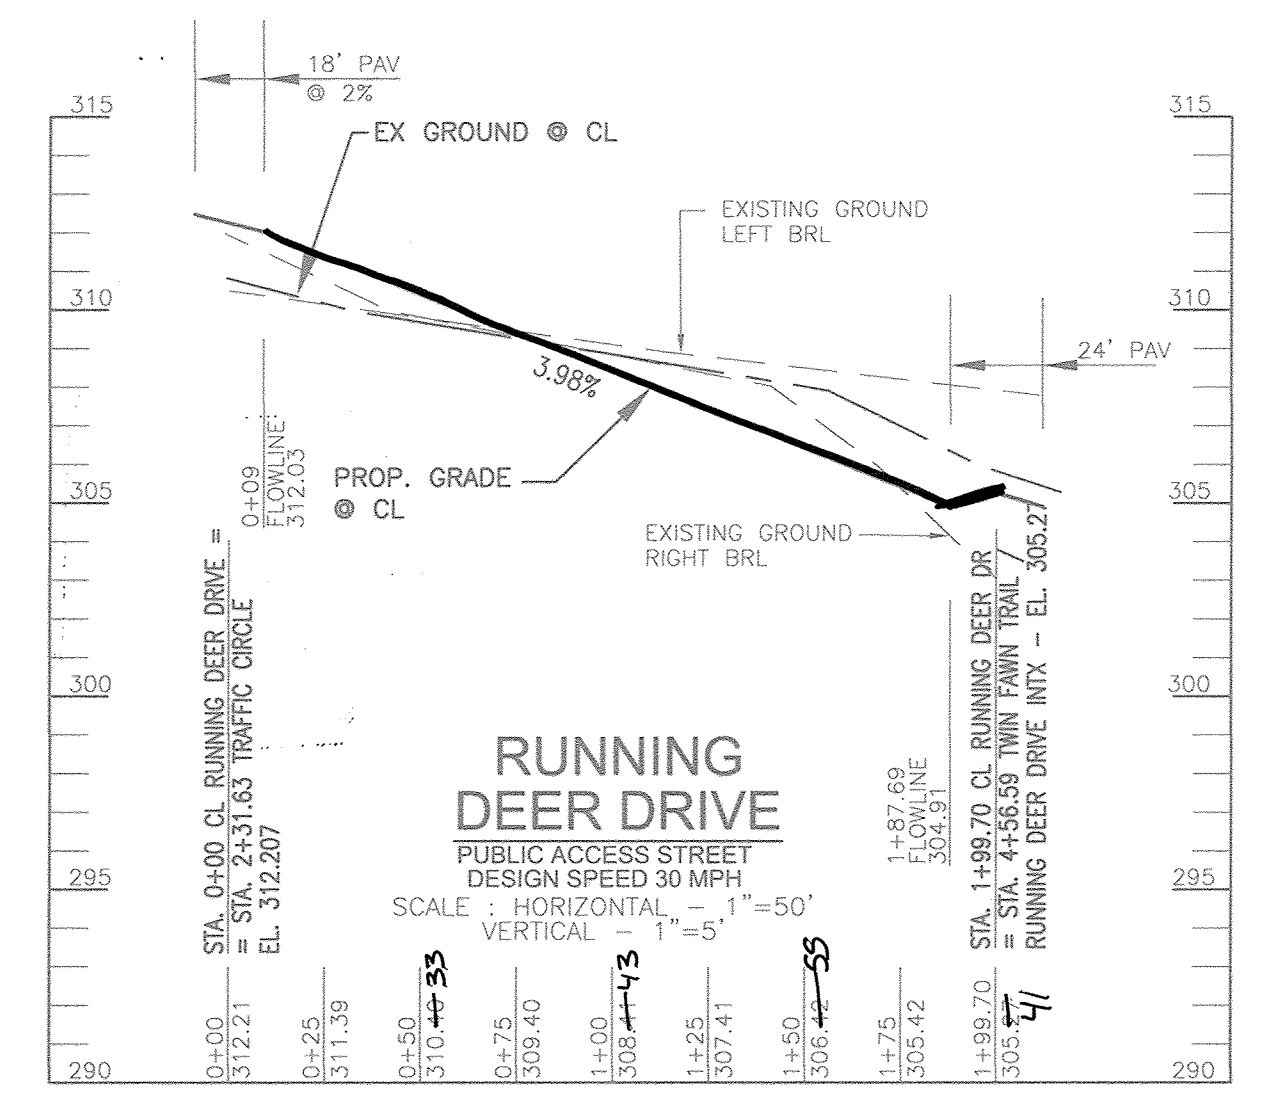 18' PAV
@ 2%
315
315
EX GROUND @ CL
EXISTING GROUND
LEFT BRL
310
310
24' PAV
3.98%
0+09
FLOWLINE
312.03
PROP. GRADE
@ CL
305
305
EXISTING GROUND
RIGHT BRL
STA. 0+00 CL RUNNING DEER DRIVE =
= STA. 2+31.63 TRAFFIC CIRCLE
EL. 312.207
STA. 1+99.70 CL RUNNING DEER DR
= STA. 4+56.59 TWIN FAWN TRAIL /
RUNNING DEER DRIVE INTX - EL. 305.27
300
300
RUNNING
DEER DRIVE
PUBLIC ACCESS STREET
DESIGN SPEED 30 MPH
SCALE : HORIZONTAL - 1"=50'
VERTICAL - 1"=5'
1+87.69
FLOWLINE
304.91
295
295
33
43
41
0+00
312.21
0+25
311.39
0+50
310.40
0+75
309.40
1+00
308.41
1+25
307.41
1+50
306.42
1+75
305.42
1+99.70
305.27
290
290